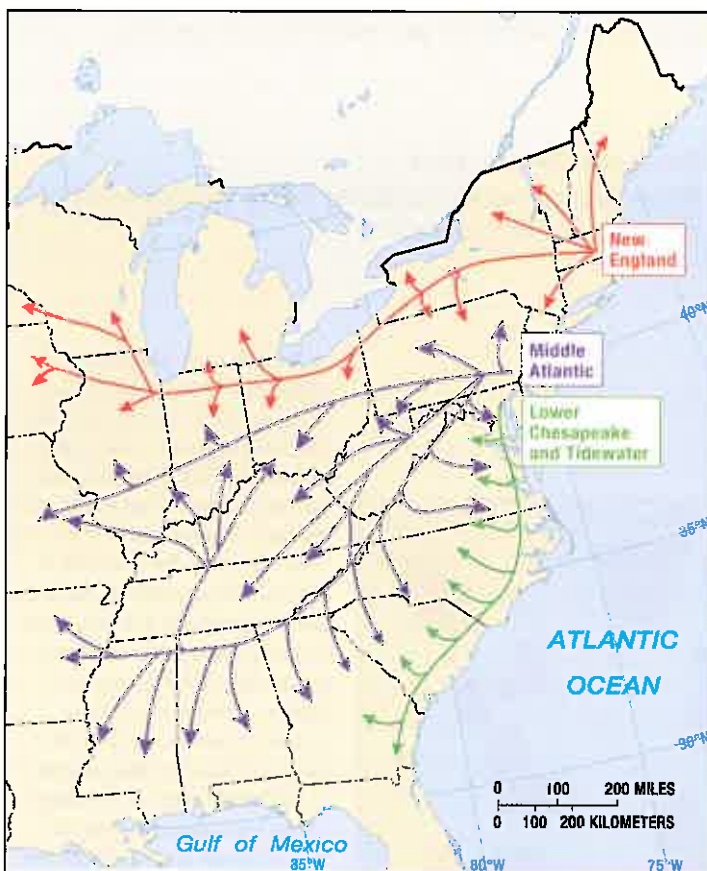 New
England
40°N
Middle
Atlantic
Lower
Chesapeake
and Tidewater
35°N
ATLANTIC
OCEAN
30°N
0 100 200 MILES
0 100 200 KILOMETERS
Gulf of Mexico
85°W
80°W
75°W